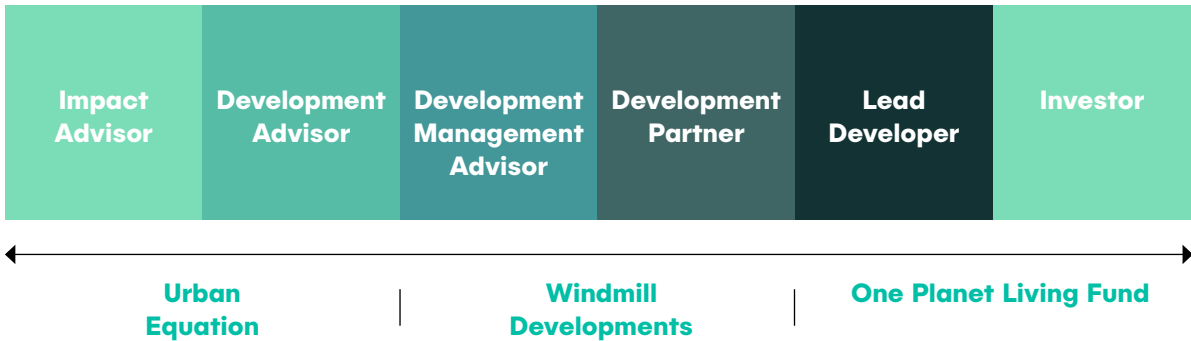 Impact
Advisor
Development
Advisor
Development
Management
Advisor
Development
Partner
Lead
Developer
Investor
Urban
Equation
Windmill
Developments
One Planet Living Fund